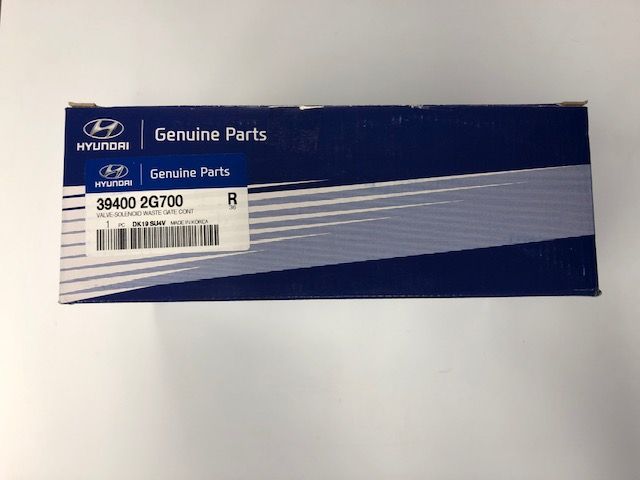 HYUNDAI
Genuine Parts
HYUNDAI
Genuine Parts
39400 2G700 R
VALVE-SOLENOID WASTE GATE CONT
1 PC DK19 SU4V MADE IN KOREA